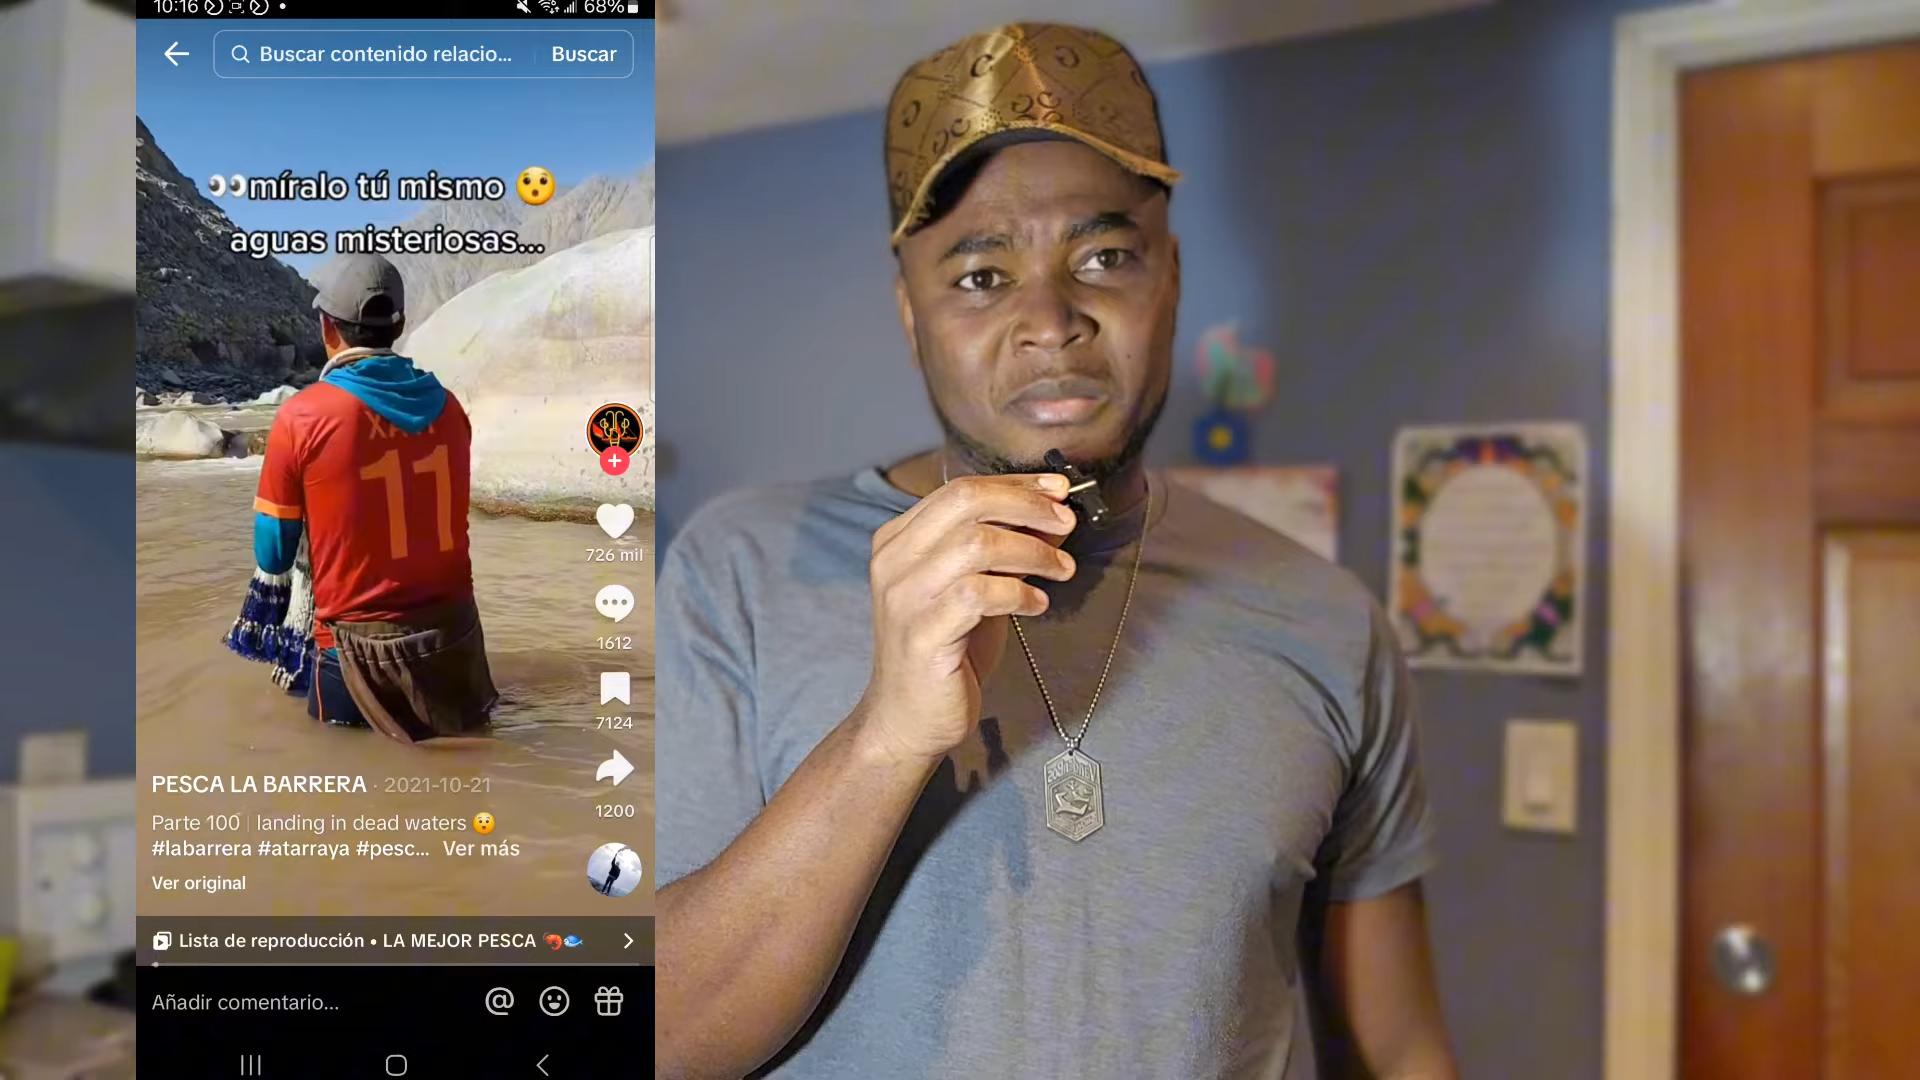 10:16
68%
Buscar contenido relacio...
Buscar
👀míralo tú mismo 😯
aguas misteriosas...
11
726 mil
1612
7124
1200
PESCA LA BARRERA · 2021-10-21
Parte 100 | landing in dead waters 😯
#labarrera #atarraya #pesc... Ver más
Ver original
Lista de reproducción • LA MEJOR PESCA 🦐🐟
Añadir comentario...